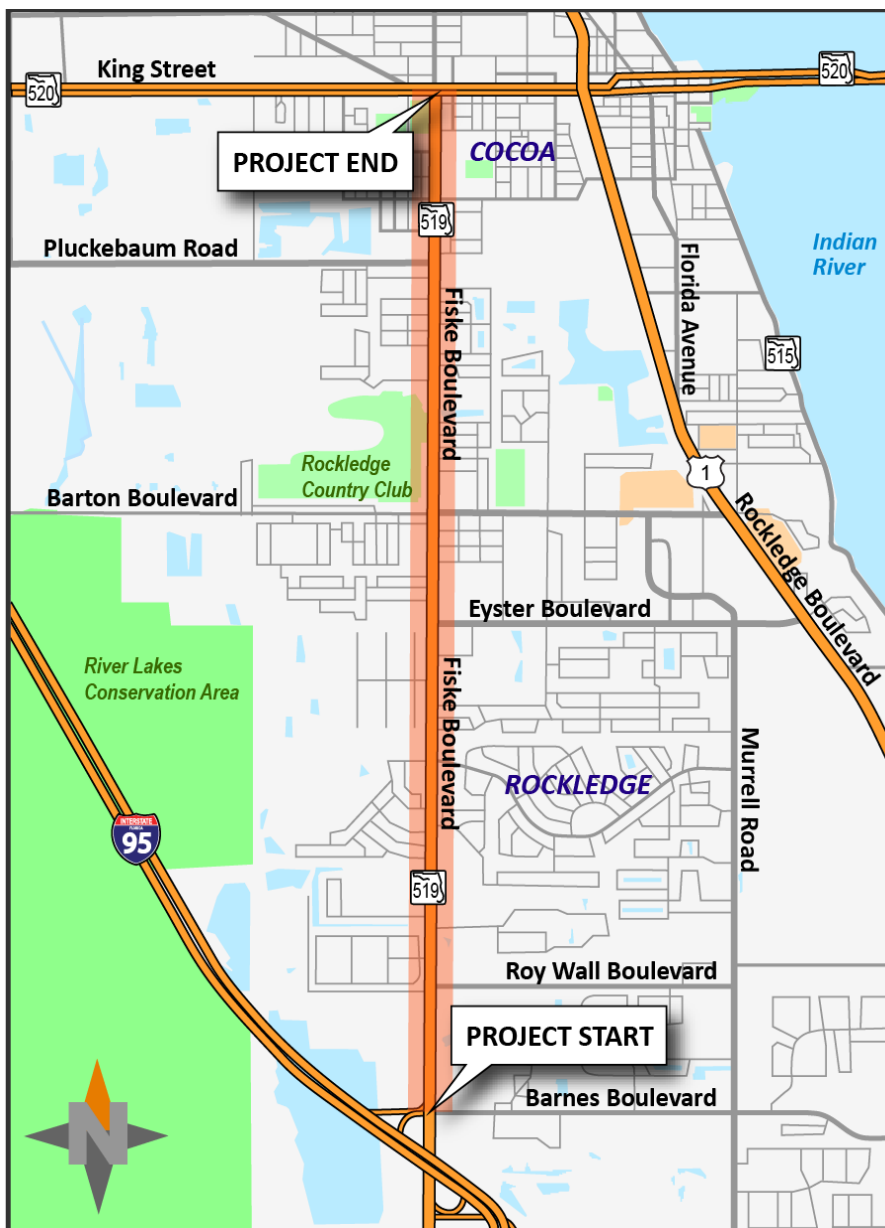 King Street
520
520
PROJECT END
COCOA
519
Pluckebaum Road
Indian
River
Florida Avenue
Fiske Boulevard
515
Rockledge
Country Club
1
Barton Boulevard
Rockledge Boulevard
Eyster Boulevard
River Lakes
Conservation Area
Fiske Boulevard
ROCKLEDGE
Murrell Road
INTERSTATE
FLORIDA
95
519
Roy Wall Boulevard
PROJECT START
Barnes Boulevard
N